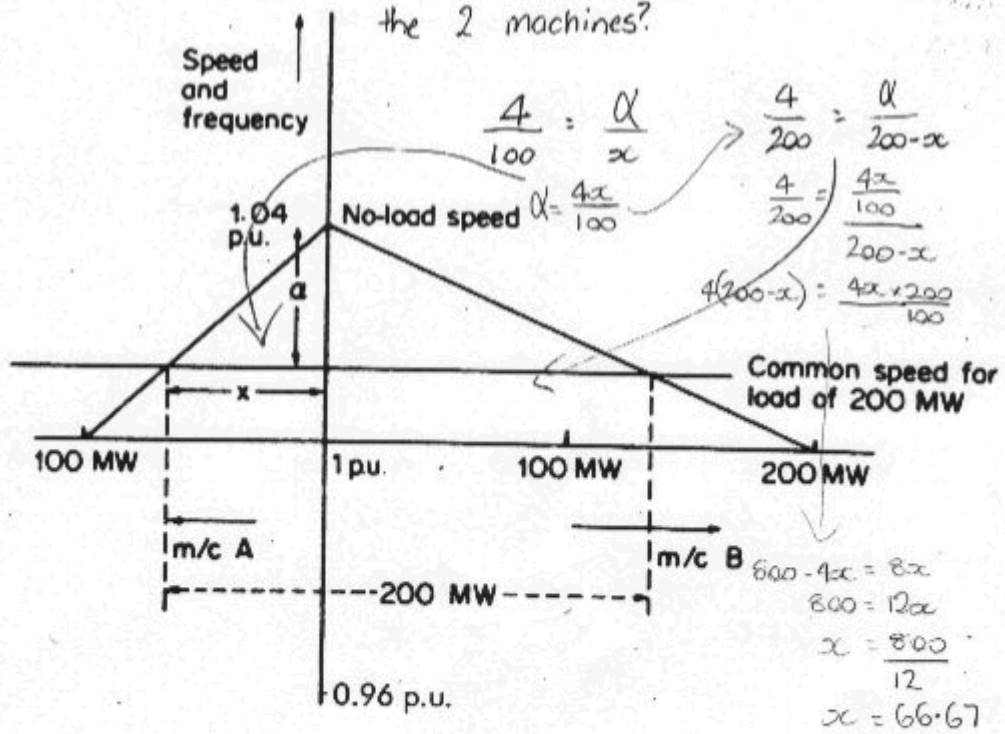 the 2 machines?
Speed
and
frequency
4/100 = α/x
4/200 = α/200-x
1.04
p.u.
No-load speed
α = 4x/100
4/200 = 4x/100/200-x
α
4(200-x) = 4x×200/100
x
Common speed for
load of 200 MW
100 MW
1 p.u.
100 MW
200 MW
m/c A
m/c B
200 MW
800-4x = 8x
800 = 12x
x = 800/12
x = 66.67
0.96 p.u.